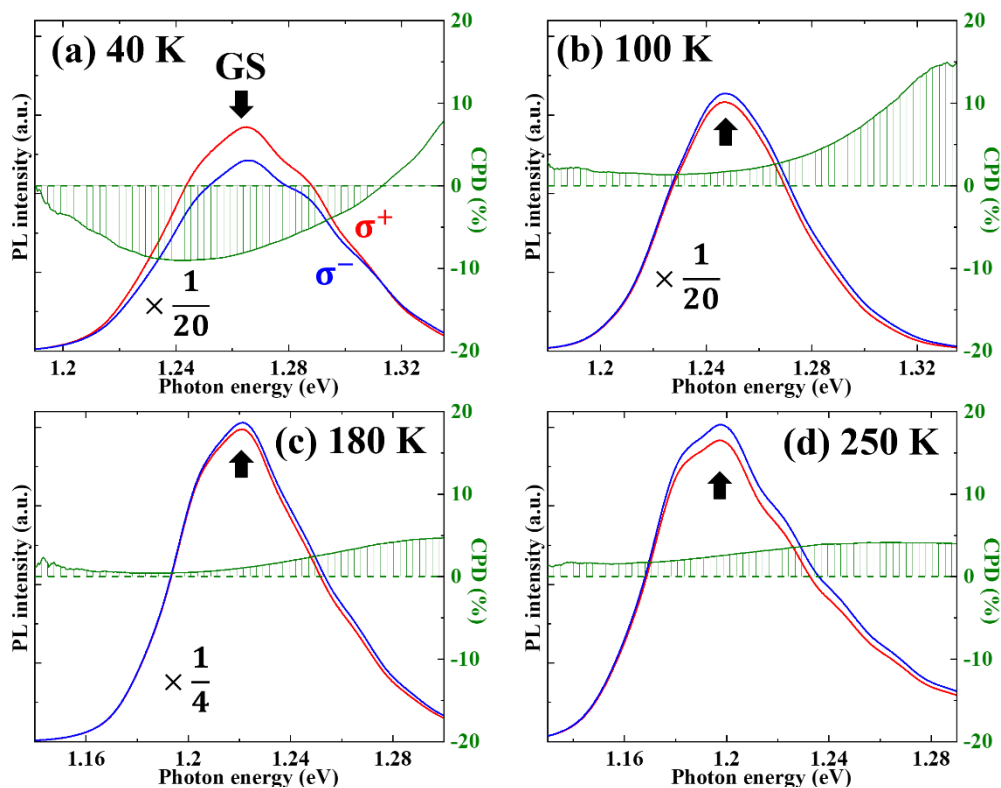 (a) 40 K
GS
σ+
σ−
× 1/20
PL intensity (a.u.)
20
10
0
-10
-20
CPD (%)
1.2
1.24
1.28
1.32
Photon energy (eV)
(b) 100 K
× 1/20
PL intensity (a.u.)
20
10
0
-10
-20
CPD (%)
1.2
1.24
1.28
1.32
Photon energy (eV)
(c) 180 K
× 1/4
PL intensity (a.u.)
20
10
0
-10
-20
CPD (%)
1.16
1.2
1.24
1.28
Photon energy (eV)
(d) 250 K
PL intensity (a.u.)
20
10
0
-10
-20
CPD (%)
1.16
1.2
1.24
1.28
Photon energy (eV)